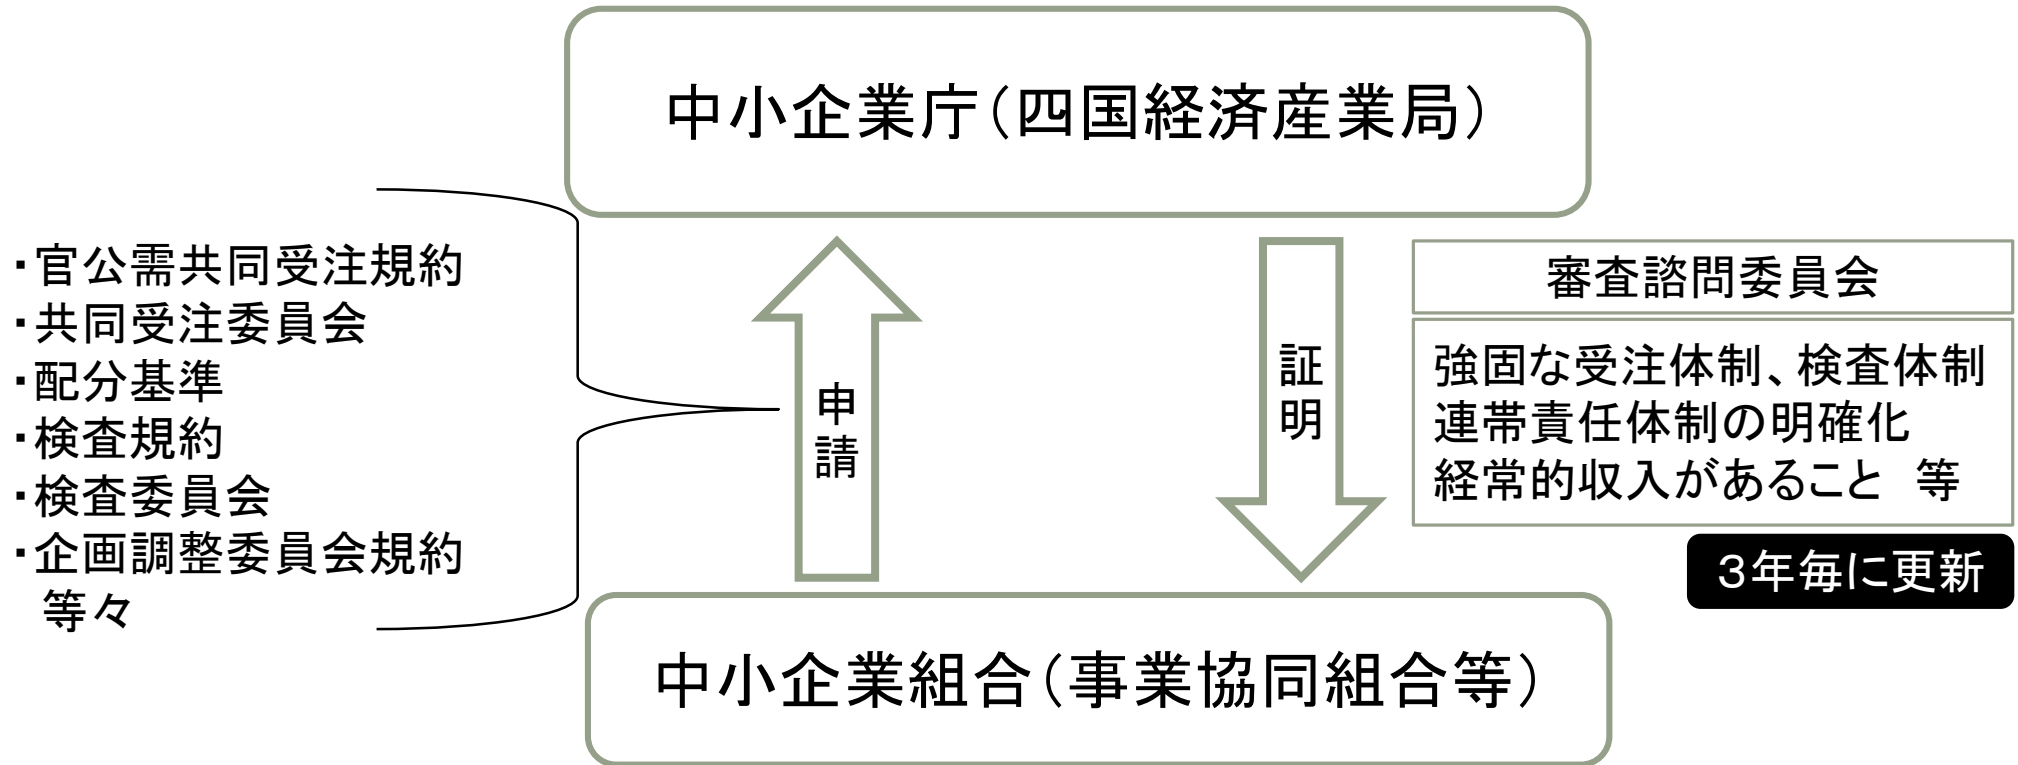 中小企業庁（四国経済産業局）
・官公需共同受注規約
・共同受注委員会
・配分基準
・検査規約
・検査委員会
・企画調整委員会規約
等々
申請
証明
審査諮問委員会
強固な受注体制、検査体制
連帯責任体制の明確化
経常的収入があること　等
３年毎に更新
中小企業組合（事業協同組合等）